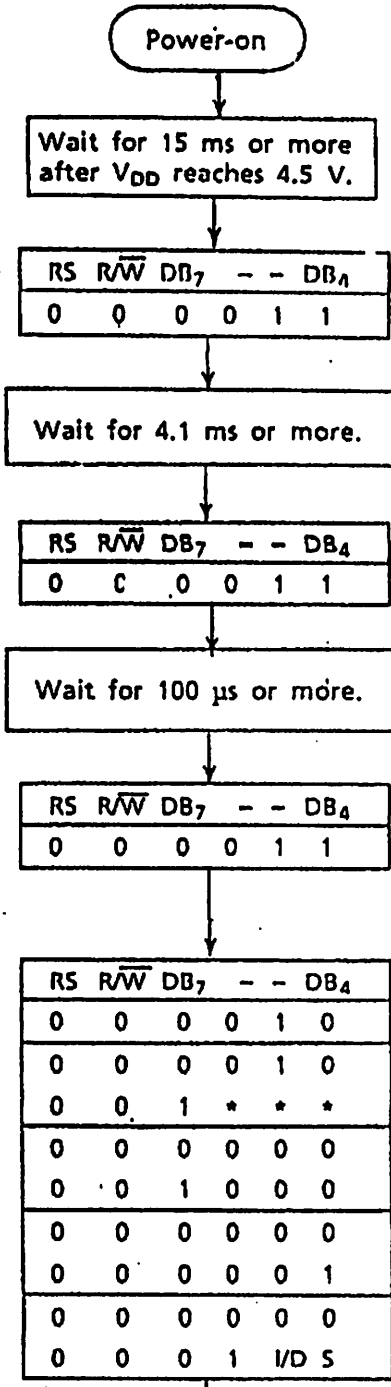 Power-on
Wait for 15 ms or more
after VDD reaches 4.5 V.
RS R/W̅ DB7 - - DB4
0 0 0 0 1 1
Wait for 4.1 ms or more.
RS R/W̅ DB7 - - DB4
0 C 0 0 1 1
Wait for 100 μs or more.
RS R/W̅ DB7 - - DB4
0 0 0 0 1 1
RS R/W̅ DB7 - - DB4
0 0 0 0 1 0
0 0 0 0 1 0
0 0 1 * * *
0 0 0 0 0 0
0 0 1 0 0 0
0 0 0 0 0 0
0 0 0 0 0 1
0 0 0 0 0 0
0 0 0 1 I/D S